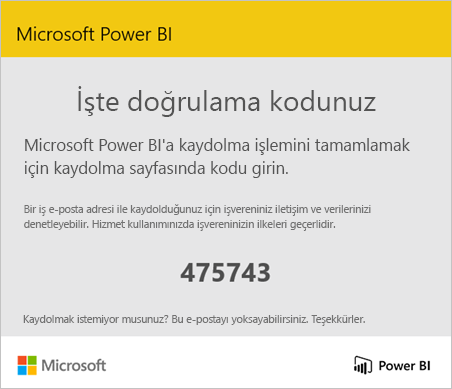 Microsoft Power BI
İşte doğrulama kodunuz
Microsoft Power BI'a kaydolma işlemini tamamlamak
için kaydolma sayfasında kodu girin.
Bir iş e-posta adresi ile kaydolduğunuz için işvereniniz iletişim ve verilerinizi
denetleyebilir. Hizmet kullanımınızda işvereninizin ilkeleri geçerlidir.
475743
Kaydolmak istemiyor musunuz? Bu e-postayı yoksayabilirsiniz. Teşekkürler.
Microsoft Power BI